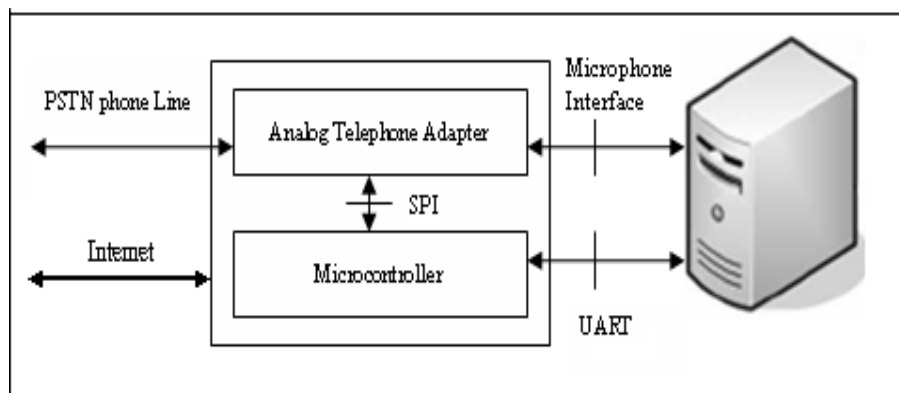 PSTN phone Line
Analog Telephone Adapter
Microphone
Interface
SPI
Internet
Microcontroller
UART